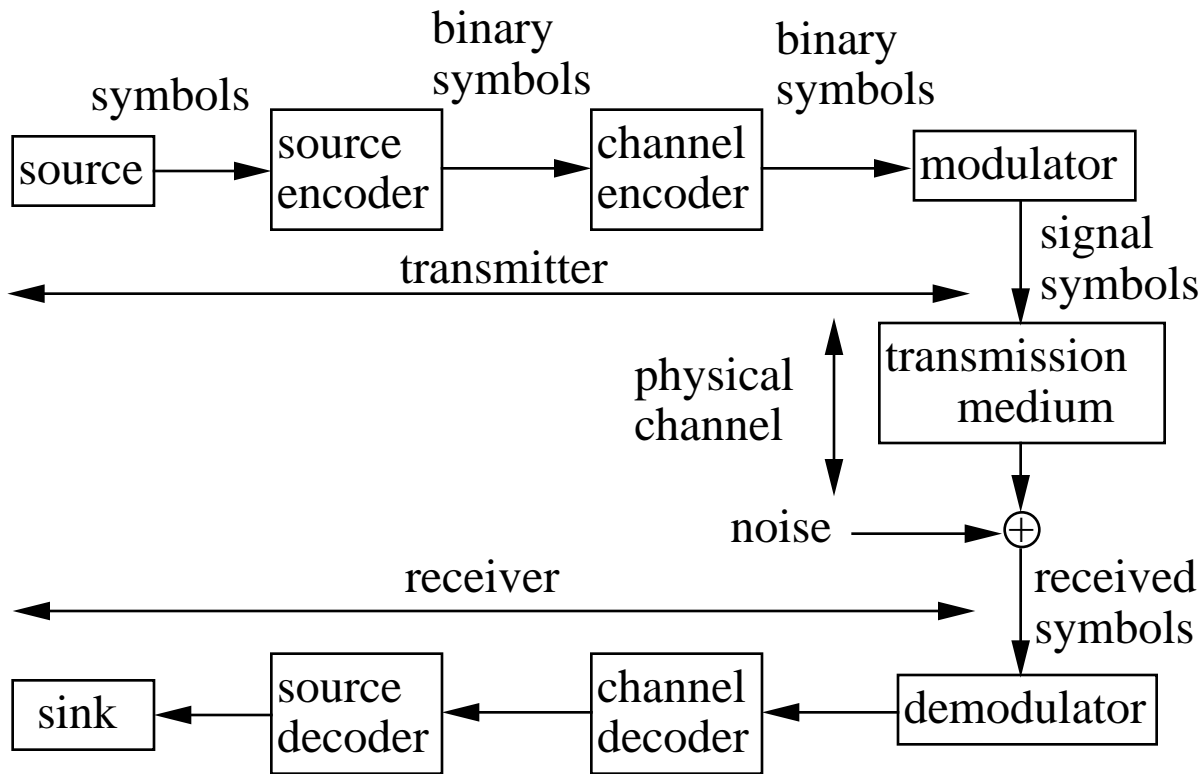 symbols
binary
symbols
binary
symbols
source
source
encoder
channel
encoder
modulator
signal
symbols
transmitter
transmission
medium
physical
channel
noise
+
received
symbols
receiver
sink
source
decoder
channel
decoder
demodulator